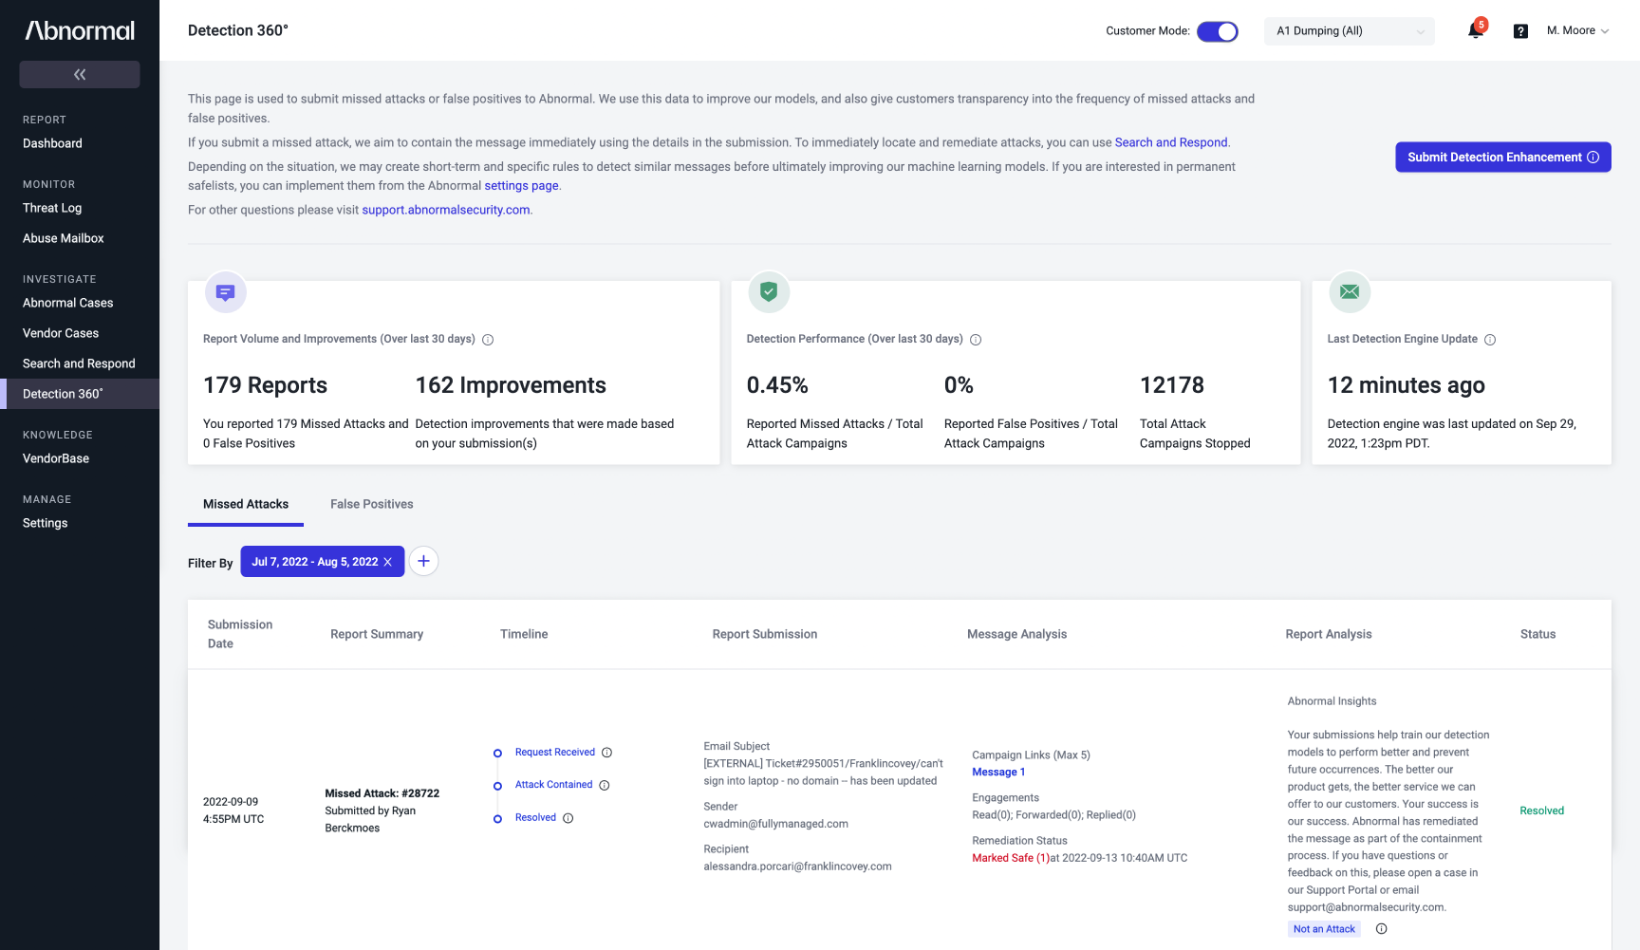 Abnormal
REPORT
Dashboard
MONITOR
Threat Log
Abuse Mailbox
INVESTIGATE
Abnormal Cases
Vendor Cases
Search and Respond
Detection 360°
KNOWLEDGE
VendorBase
MANAGE
Settings
Detection 360°
Customer Mode:
A1 Dumping (All)
5
?
M. Moore
This page is used to submit missed attacks or false positives to Abnormal. We use this data to improve our models, and also give customers transparency into the frequency of missed attacks and
false positives.
If you submit a missed attack, we aim to contain the message immediately using the details in the submission. To immediately locate and remediate attacks, you can use Search and Respond.
Depending on the situation, we may create short-term and specific rules to detect similar messages before ultimately improving our machine learning models. If you are interested in permanent
safelists, you can implement them from the Abnormal settings page.
For other questions please visit support.abnormalsecurity.com.
Submit Detection Enhancement
Report Volume and Improvements (Over last 30 days)
179 Reports
You reported 179 Missed Attacks and
0 False Positives
162 Improvements
Detection improvements that were made based
on your submission(s)
Detection Performance (Over last 30 days)
0.45%
Reported Missed Attacks / Total
Attack Campaigns
0%
Reported False Positives / Total
Attack Campaigns
12178
Total Attack
Campaigns Stopped
Last Detection Engine Update
12 minutes ago
Detection engine was last updated on Sep 29,
2022, 1:23pm PDT.
Missed Attacks
False Positives
Filter By
Jul 7, 2022 - Aug 5, 2022
Submission
Date
Report Summary
Timeline
Report Submission
Message Analysis
Report Analysis
Status
2022-09-09
4:55PM UTC
Missed Attack: #28722
Submitted by Ryan
Berckmoes
Request Received
Attack Contained
Resolved
Email Subject
[EXTERNAL] Ticket#2950051/Franklincovey/can't
sign into laptop - no domain -- has been updated
Sender
cwadmin@fullymanaged.com
Recipient
alessandra.porcari@franklincovey.com
Campaign Links (Max 5)
Message 1
Engagements
Read(0); Forwarded(0); Replied(0)
Remediation Status
Marked Safe (1)at 2022-09-13 10:40AM UTC
Abnormal Insights
Your submissions help train our detection
models to perform better and prevent
future occurrences. The better our
product gets, the better service we can
offer to our customers. Your success is
our success. Abnormal has remediated
the message as part of the containment
process. If you have questions or
feedback on this, please open a case in
our Support Portal or email
support@abnormalsecurity.com.
Not an Attack
Resolved